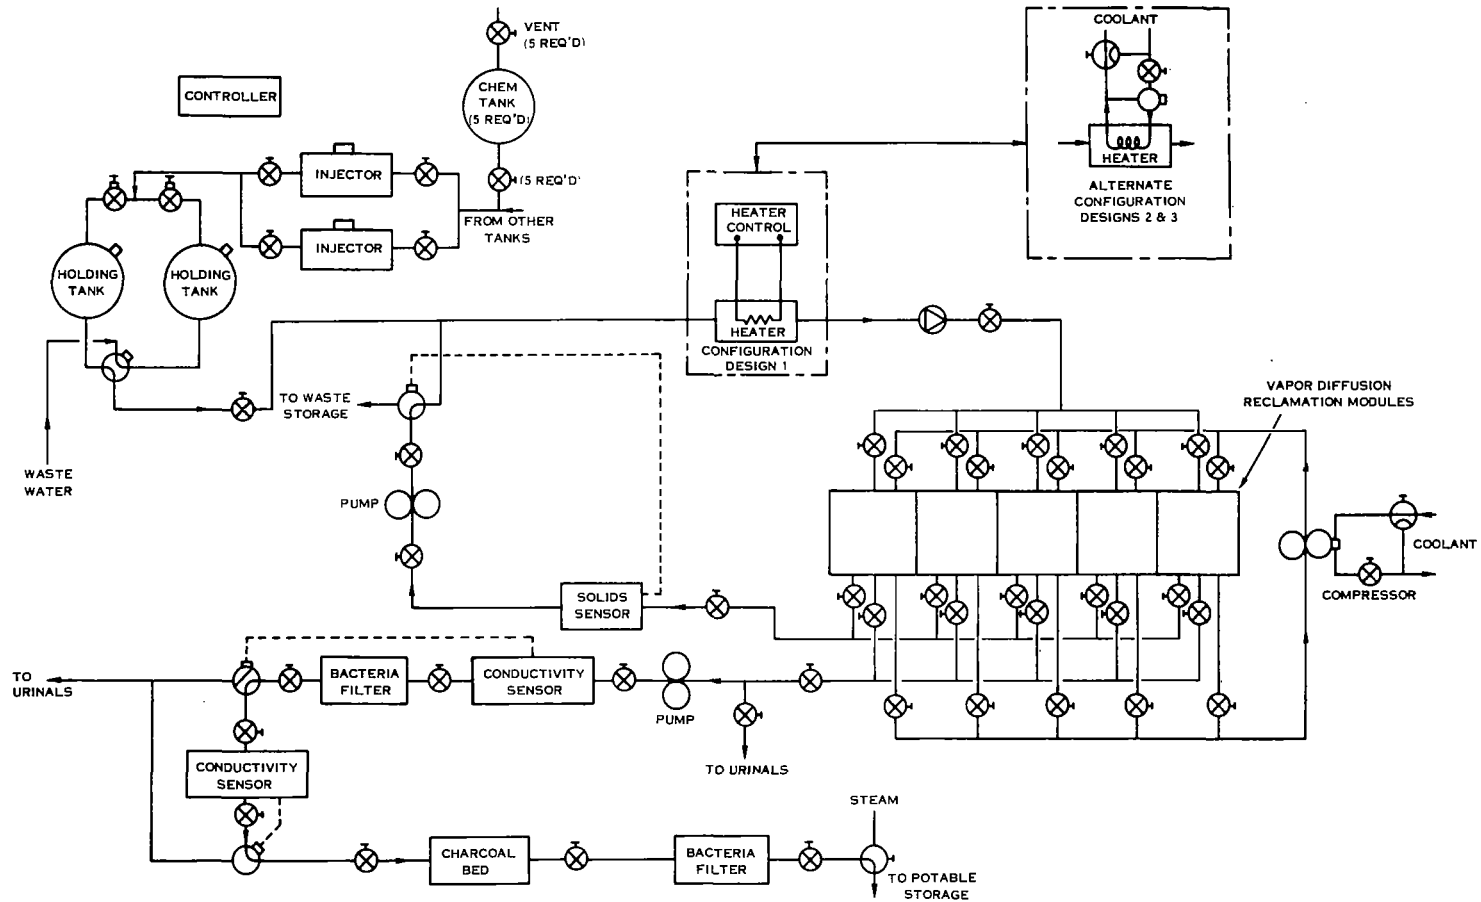 VENT
(5 REQ'D)
COOLANT
CONTROLLER
CHEM
TANK
(5 REQ'D)
HEATER
ALTERNATE
CONFIGURATION
DESIGNS 2 & 3
INJECTOR
(5 REQ'D)
FROM OTHER
TANKS
INJECTOR
HEATER
CONTROL
HOLDING
TANK
HOLDING
TANK
HEATER
CONFIGURATION
DESIGN 1
TO WASTE
STORAGE
VAPOR DIFFUSION
RECLAMATION MODULES
WASTE
WATER
PUMP
COOLANT
COMPRESSOR
SOLIDS
SENSOR
TO
URINALS
BACTERIA
FILTER
CONDUCTIVITY
SENSOR
PUMP
TO URINALS
CONDUCTIVITY
SENSOR
STEAM
CHARCOAL
BED
BACTERIA
FILTER
TO POTABLE
STORAGE